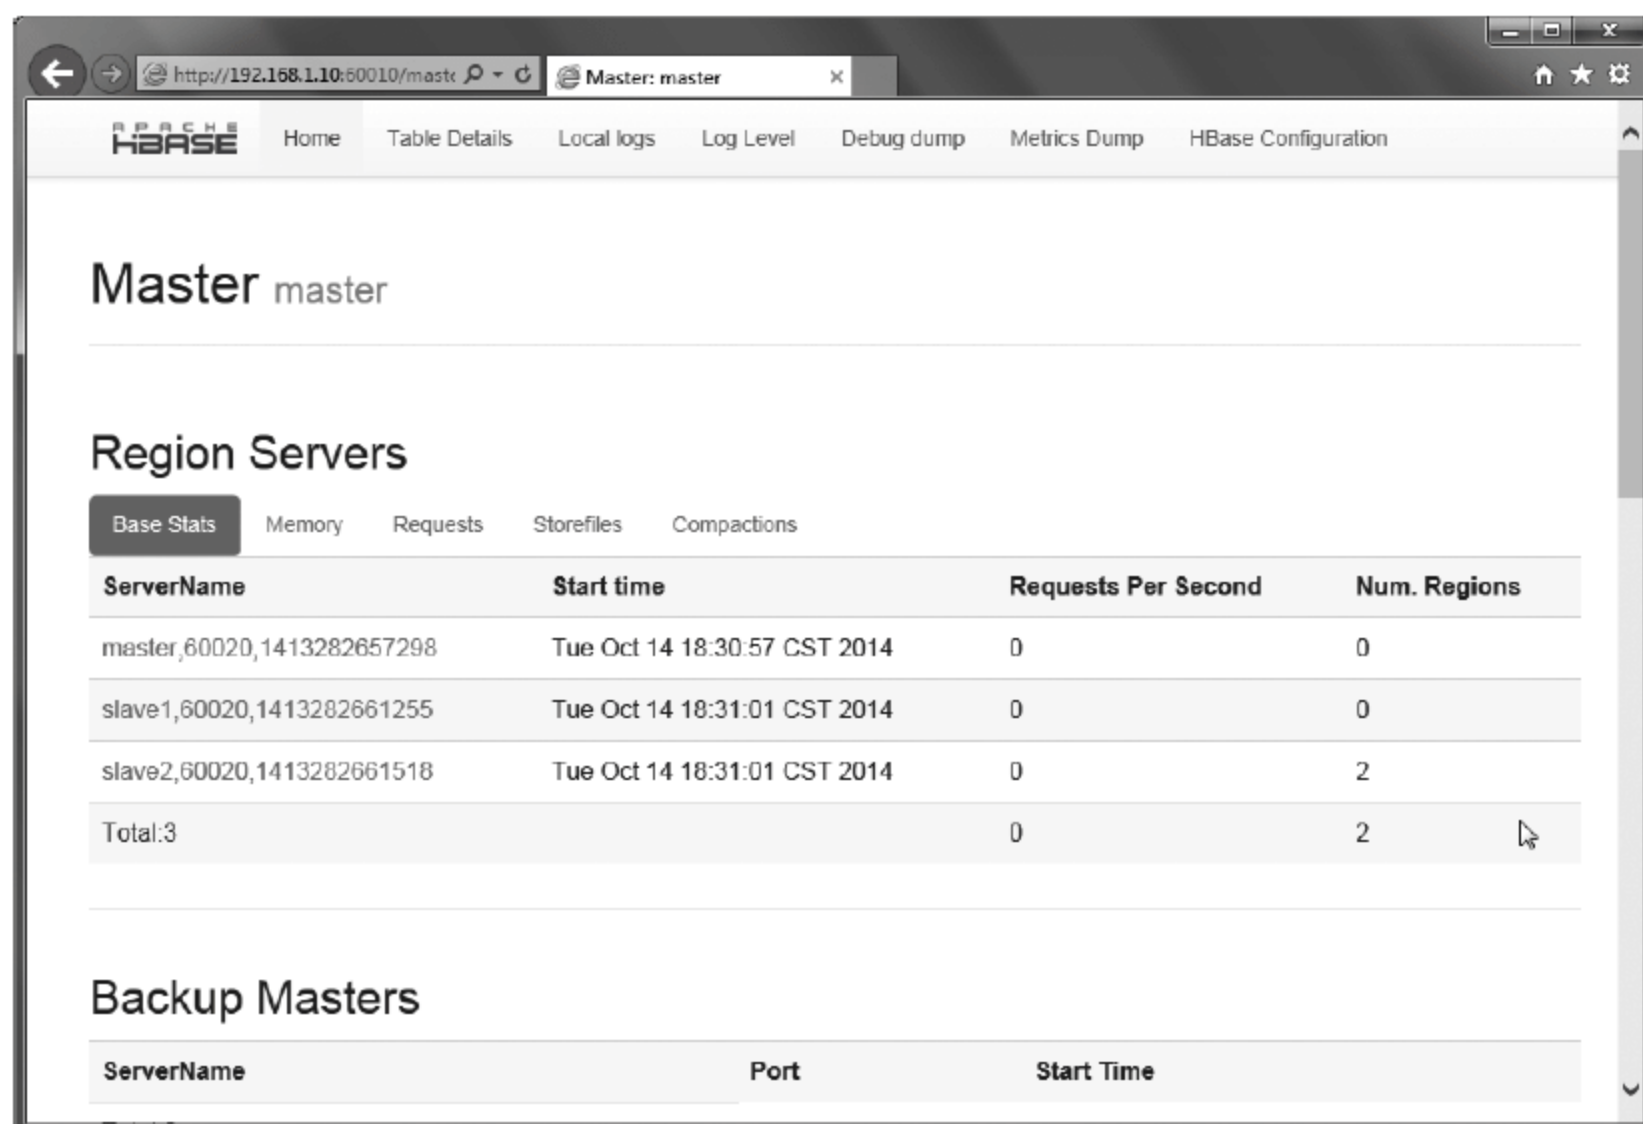 http://192.168.1.10:60010/maste
Master: master
APACHE
HBASE
Home Table Details Local logs Log Level Debug dump Metrics Dump HBase Configuration
Master master
Region Servers
Base Stats Memory Requests Storefiles Compactions
ServerName Start time Requests Per Second Num. Regions
master,60020,1413282657298 Tue Oct 14 18:30:57 CST 2014 0 0
slave1,60020,1413282661255 Tue Oct 14 18:31:01 CST 2014 0 0
slave2,60020,1413282661518 Tue Oct 14 18:31:01 CST 2014 0 2
Total:3 0 2
Backup Masters
ServerName Port Start Time